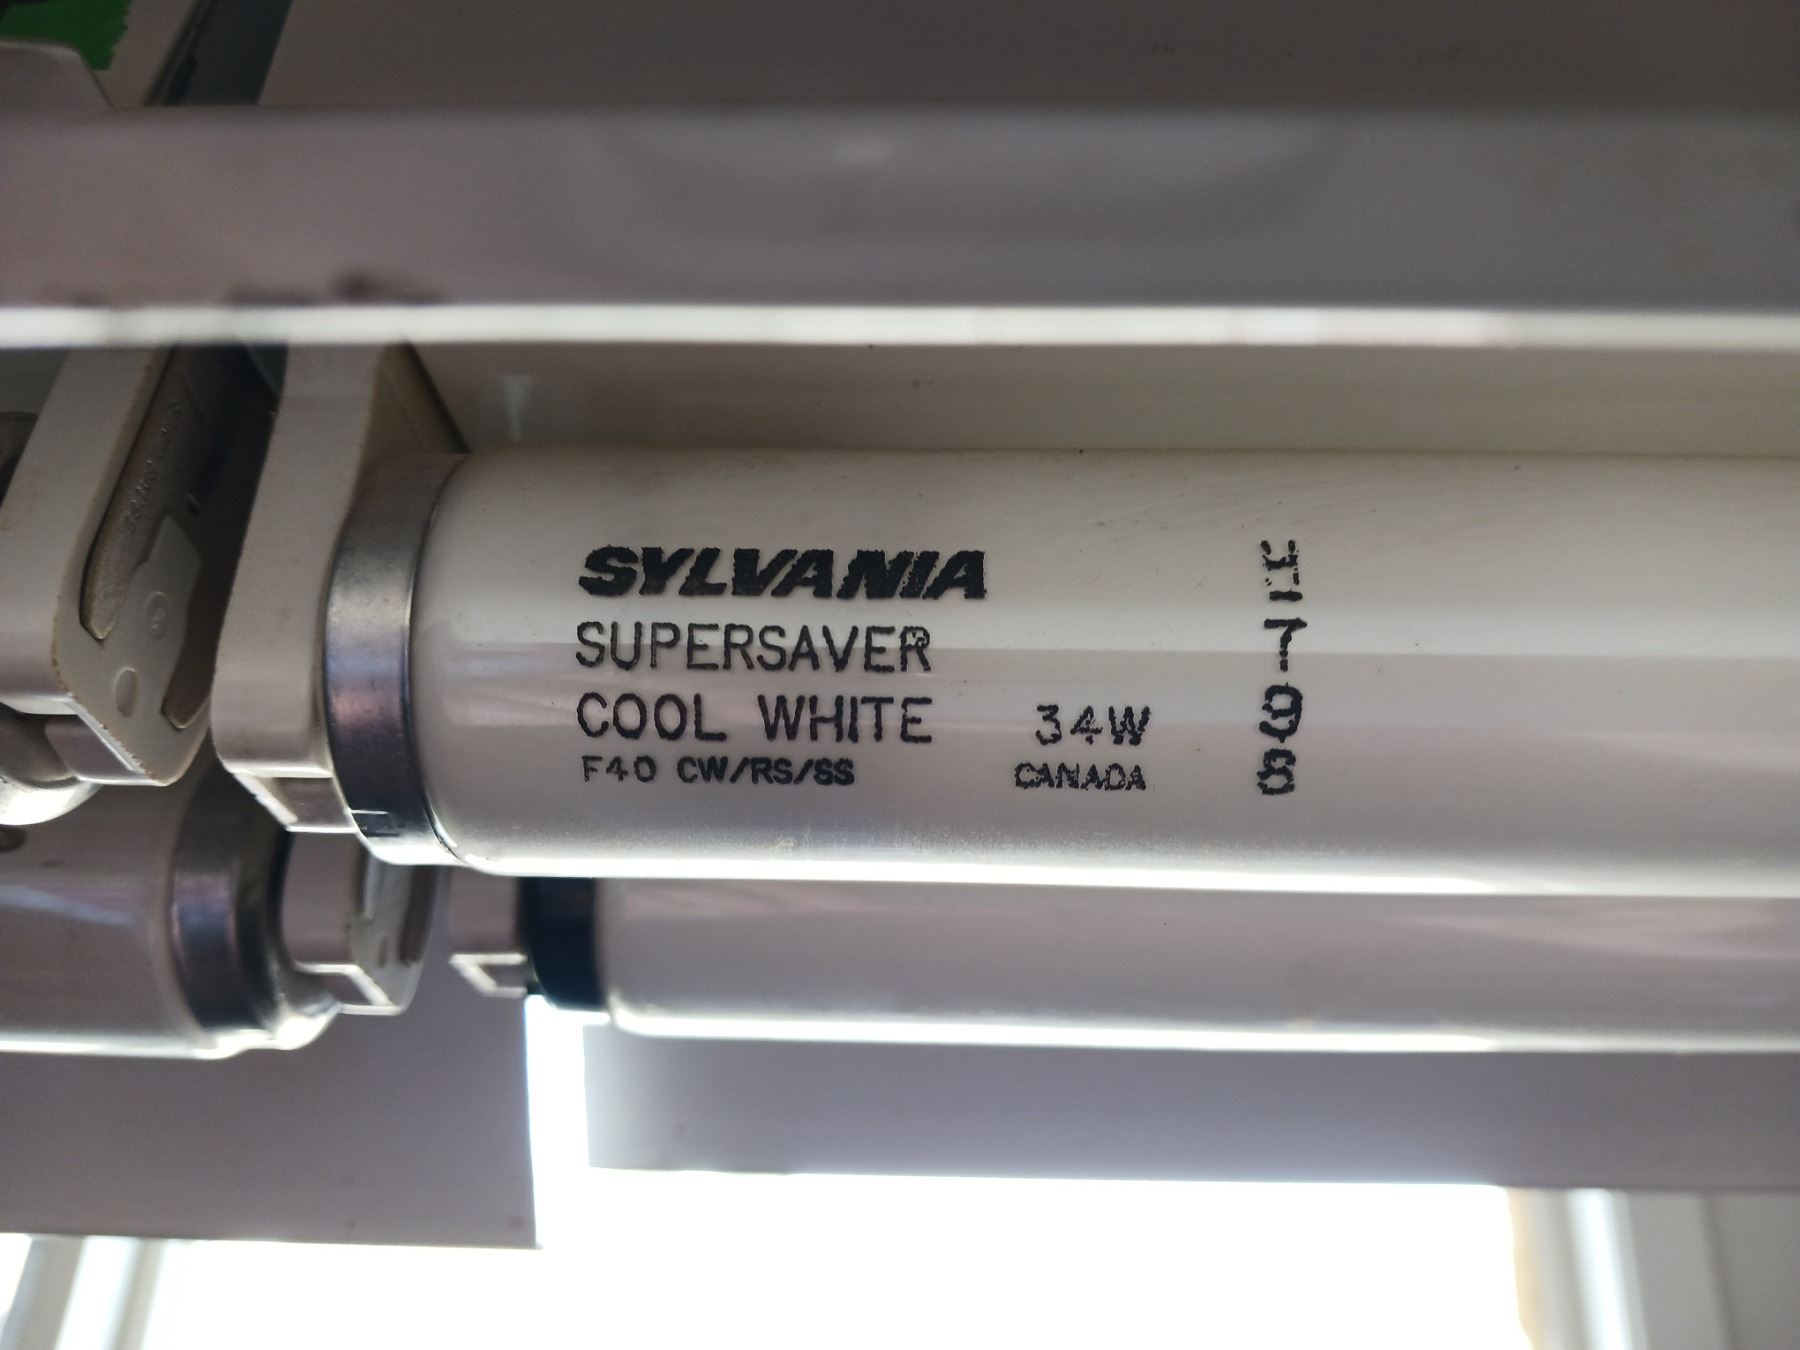 SYLVANIA
SUPERSAVER
COOL WHITE 34W
F40 CW/RS/SS CANADA